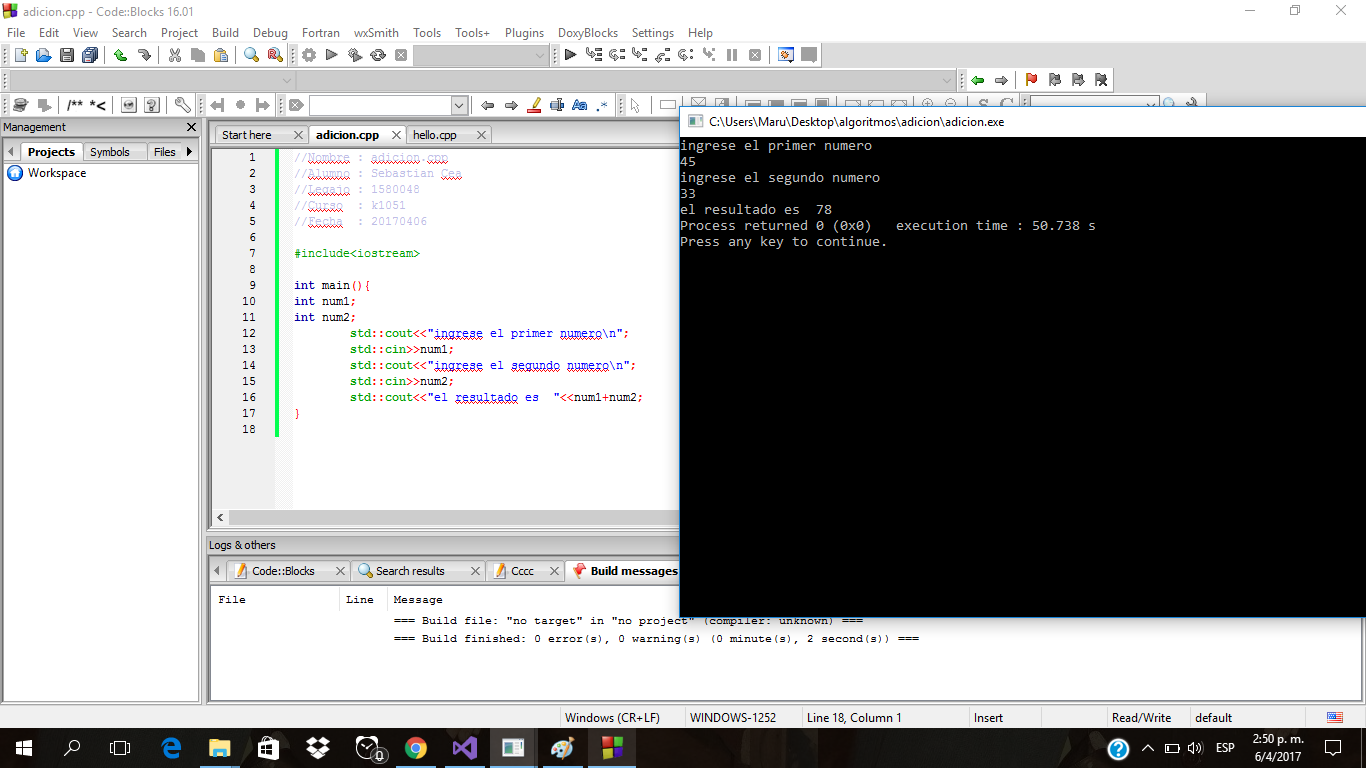 adicion.cpp - Code::Blocks 16.01
File Edit View Search Project Build Debug Fortran wxSmith Tools Tools+ Plugins DoxyBlocks Settings Help
/** *<
Management
Projects Symbols Files
Workspace
Start here adicion.cpp hello.cpp
1 //Nombre : adicion.cpp
2 //Alumno : Sebastian Cea
3 //Legajo : 1580048
4 //Curso  : k1051
5 //Fecha  : 20170406
6
7 #include<iostream>
8
9 int main(){
10 int num1;
11 int num2;
12         std::cout<<"ingrese el primer numero\n";
13         std::cin>>num1;
14         std::cout<<"ingrese el segundo numero\n";
15         std::cin>>num2;
16         std::cout<<"el resultado es  "<<num1+num2;
17 }
18
C:\Users\Maru\Desktop\algoritmos\adicion\adicion.exe
ingrese el primer numero
45
ingrese el segundo numero
33
el resultado es  78
Process returned 0 (0x0)   execution time : 50.738 s
Press any key to continue.
Logs & others
Code::Blocks Search results Cccc Build messages
File Line Message
=== Build file: "no target" in "no project" (compiler: unknown) ===
=== Build finished: 0 error(s), 0 warning(s) (0 minute(s), 2 second(s)) ===
Windows (CR+LF) WINDOWS-1252 Line 18, Column 1 Insert Read/Write default
ESP 2:50 p. m.
6/4/2017